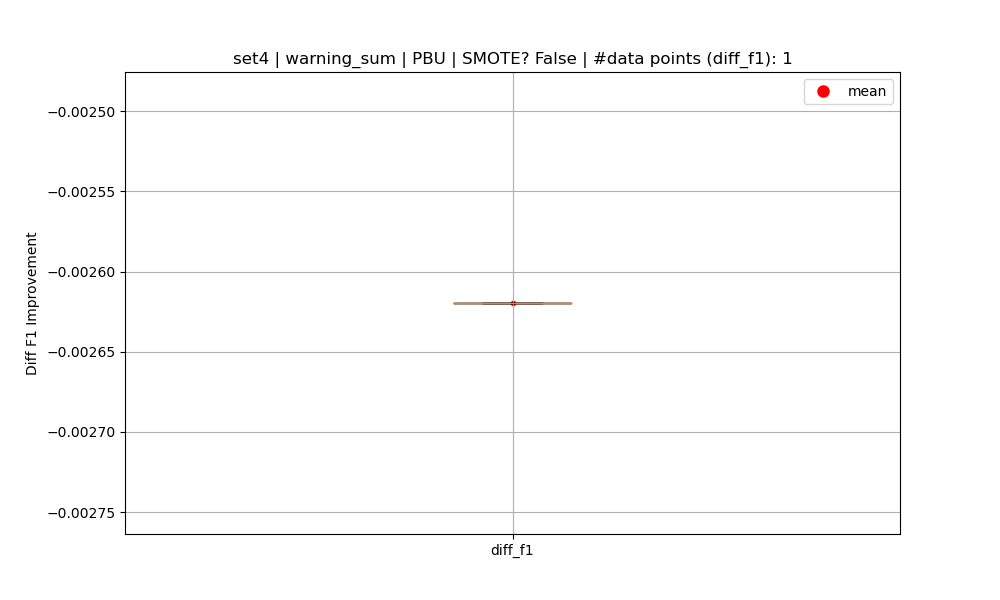 set4 | warning_sum | PBU | SMOTE? False | #data points (diff_f1): 1
mean
−0.00250
−0.00255
−0.00260
−0.00265
−0.00270
−0.00275
Diff F1 Improvement
diff_f1